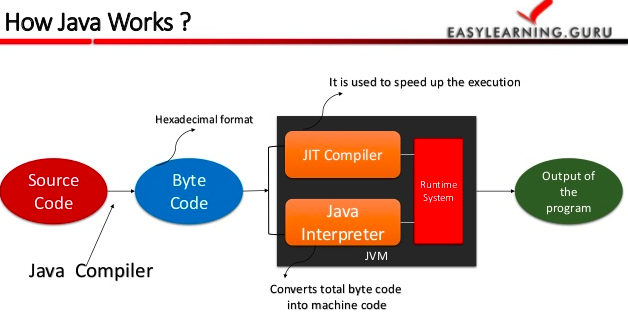 How Java Works ?
EASYLEARNING.GURU
It is used to speed up the execution
Hexadecimal format
JIT Compiler
Source
Code
Byte
Code
Runtime
System
Output of
the
program
Java
Interpreter
JVM
Java Compiler
Converts total byte code
into machine code